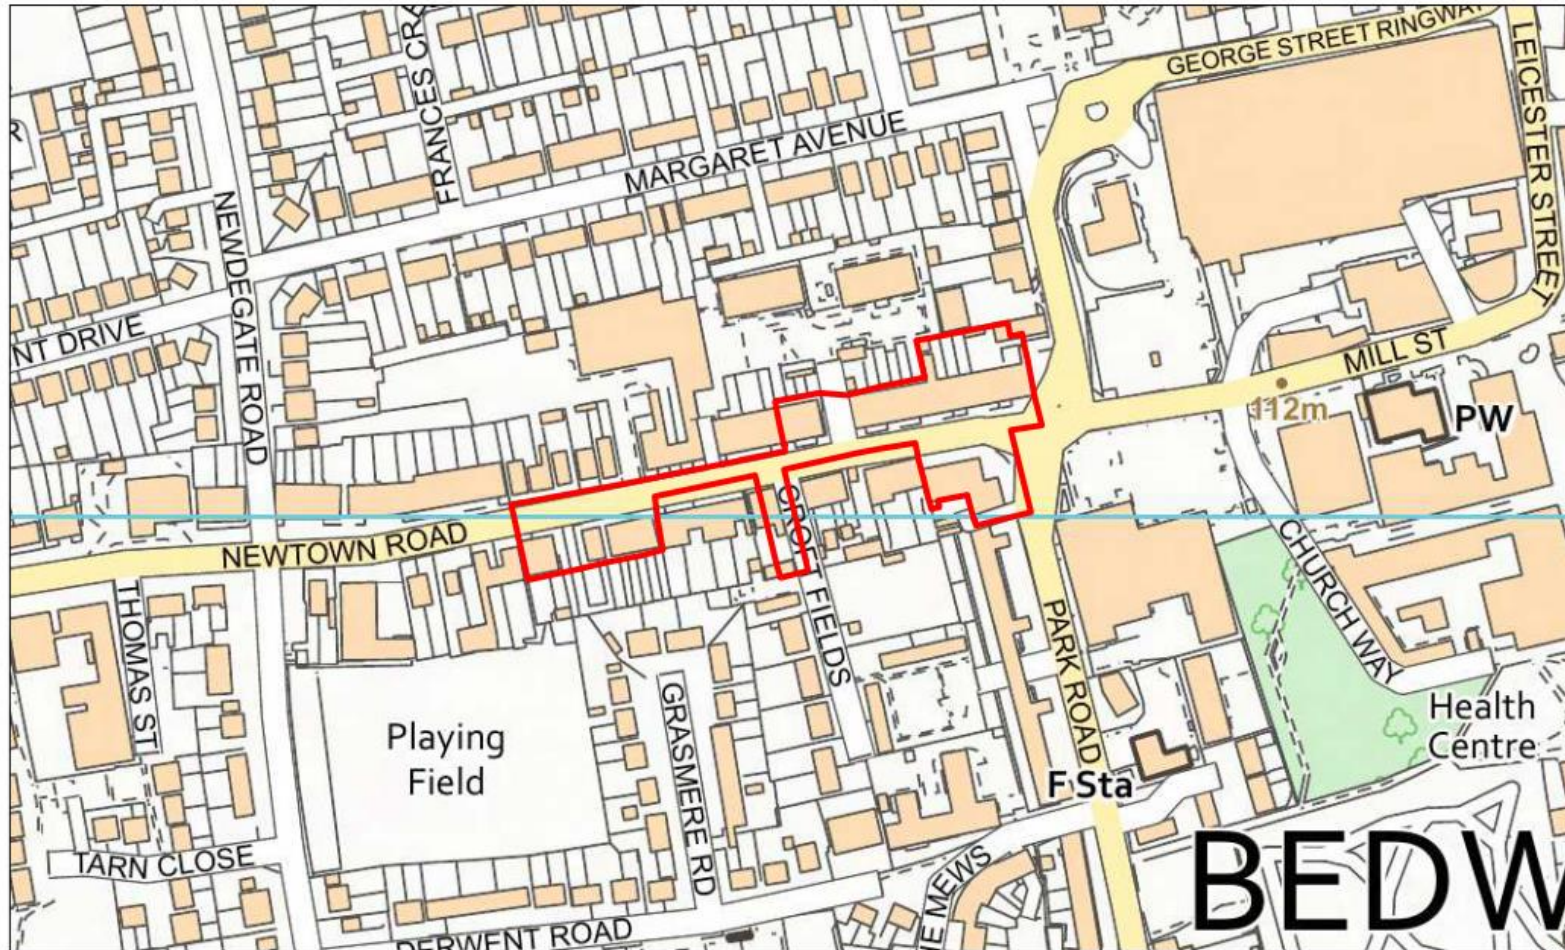 GEORGE STREET RINGWAY
LEICESTER STREET
FRANCES CRA
MARGARET AVENUE
R
NEWDEGATE ROAD
NT DRIVE
MILL ST
112m
PW
NEWTOWN ROAD
CROFT FIELDS
CHURCH WAY
THOMAS ST
PARK ROAD
GRASMERE RD
Playing
Field
Health
Centre
F Sta
TARN CLOSE
BEDW
E MEWS
DERWENT ROAD